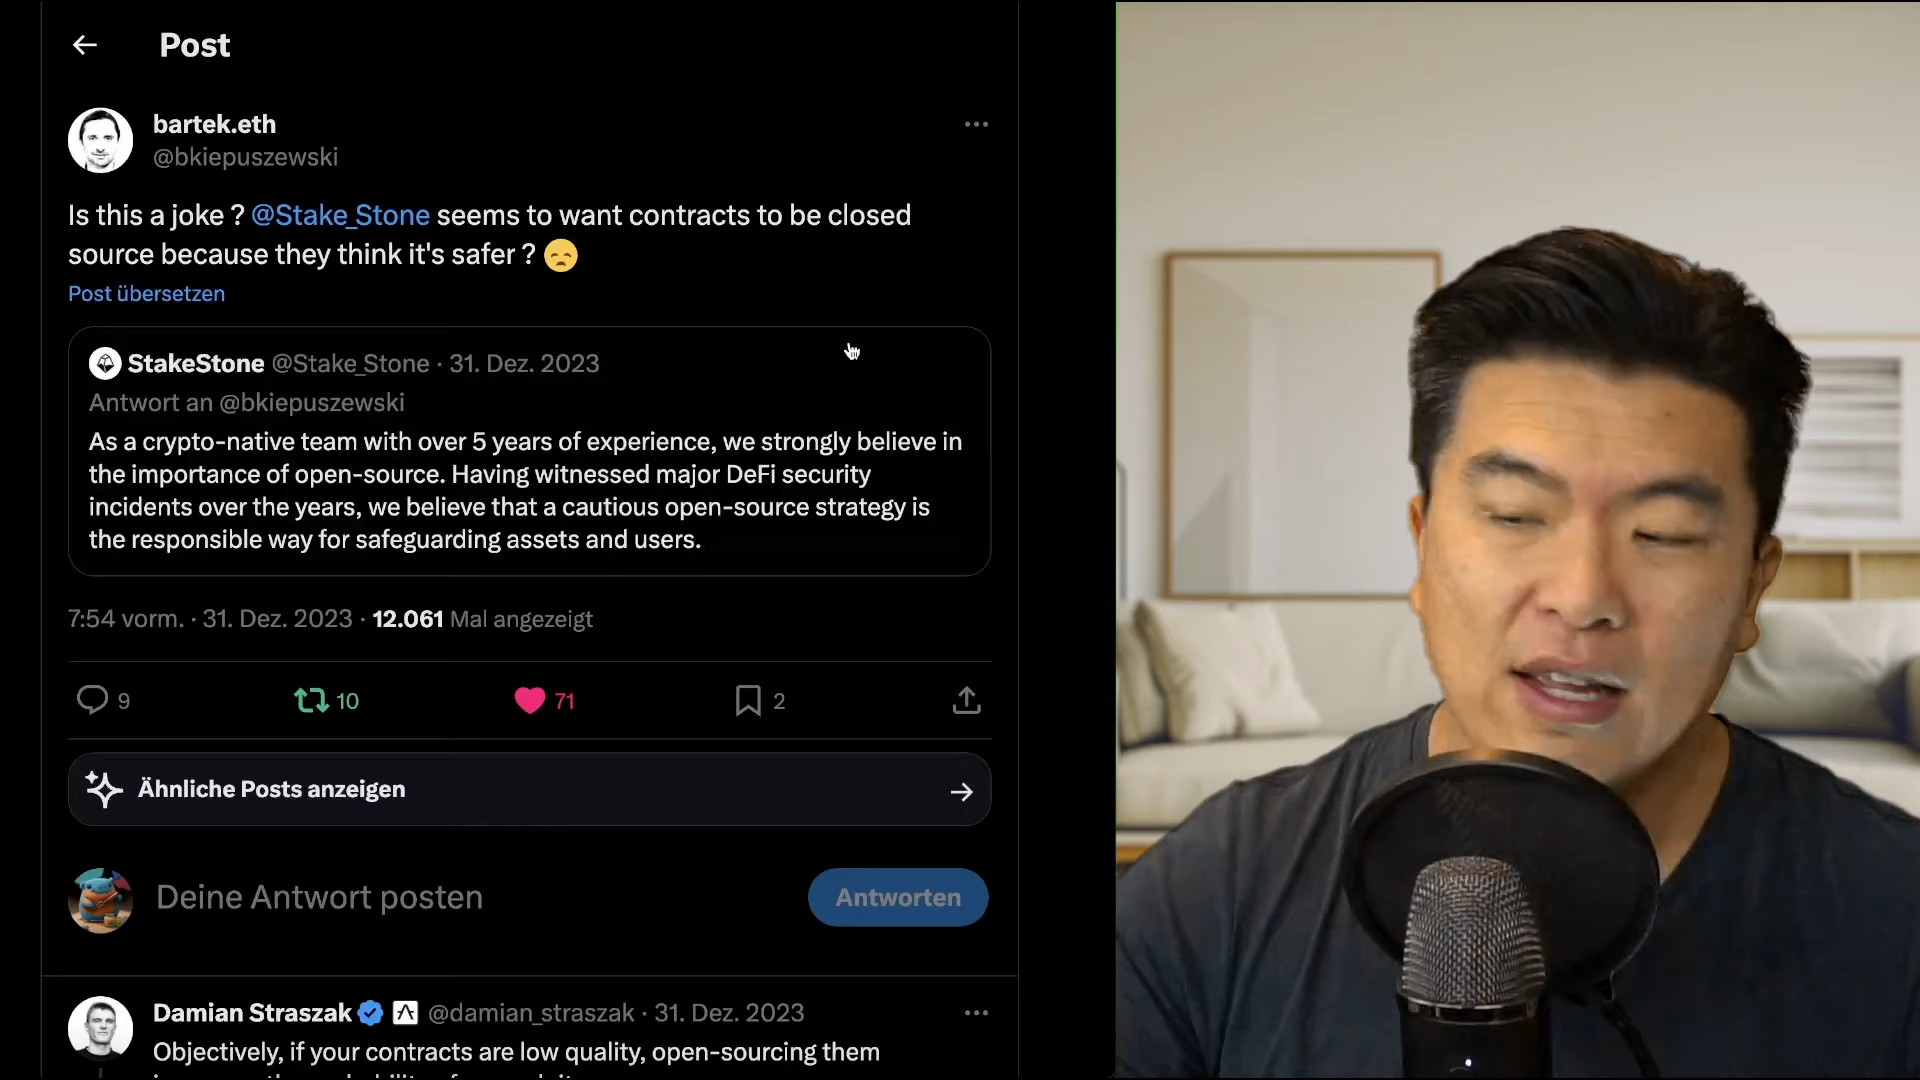 Post
bartek.eth
@bkiepuszewski
Is this a joke ? @Stake_Stone seems to want contracts to be closed
source because they think it's safer ?
Post übersetzen
StakeStone @Stake_Stone · 31. Dez. 2023
Antwort an @bkiepuszewski
As a crypto-native team with over 5 years of experience, we strongly believe in
the importance of open-source. Having witnessed major DeFi security
incidents over the years, we believe that a cautious open-source strategy is
the responsible way for safeguarding assets and users.
7:54 vorm. · 31. Dez. 2023 · 12.061 Mal angezeigt
9 10 71 2
Ähnliche Posts anzeigen
Deine Antwort posten
Antworten
Damian Straszak @damian_straszak · 31. Dez. 2023
Objectively, if your contracts are low quality, open-sourcing them